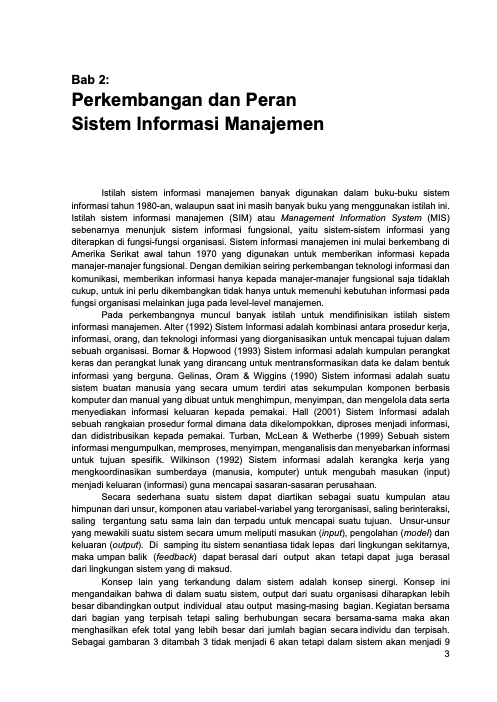 Bab 2:
Perkembangan dan Peran
Sistem Informasi Manajemen
Istilah sistem informasi manajemen banyak digunakan dalam buku-buku sistem
informasi tahun 1980-an, walaupun saat ini masih banyak buku yang menggunakan istilah ini.
Istilah sistem informasi manajemen (SIM) atau Management Information System (MIS)
sebenarnya menunjuk sistem informasi fungsional, yaitu sistem-sistem informasi yang
diterapkan di fungsi-fungsi organisasi. Sistem informasi manajemen ini mulai berkembang di
Amerika Serikat awal tahun 1970 yang digunakan untuk memberikan informasi kepada
manajer-manajer fungsional. Dengan demikian seiring perkembangan teknologi informasi dan
komunikasi, memberikan informasi hanya kepada manajer-manajer fungsional saja tidaklah
cukup, untuk ini perlu dikembangkan tidak hanya untuk memenuhi kebutuhan informasi pada
fungsi organisasi melainkan juga pada level-level manajemen.
Pada perkembangnya muncul banyak istilah untuk mendifinisikan istilah sistem
informasi manajemen. Alter (1992) Sistem Informasi adalah kombinasi antara prosedur kerja,
informasi, orang, dan teknologi informasi yang diorganisasikan untuk mencapai tujuan dalam
sebuah organisasi. Bornar & Hopwood (1993) Sistem informasi adalah kumpulan perangkat
keras dan perangkat lunak yang dirancang untuk mentransformasikan data ke dalam bentuk
informasi yang berguna. Gelinas, Oram & Wiggins (1990) Sistem informasi adalah suatu
sistem buatan manusia yang secara umum terdiri atas sekumpulan komponen berbasis
komputer dan manual yang dibuat untuk menghimpun, menyimpan, dan mengelola data serta
menyediakan informasi keluaran kepada pemakai. Hall (2001) Sistem Informasi adalah
sebuah rangkaian prosedur formal dimana data dikelompokkan, diproses menjadi informasi,
dan didistribusikan kepada pemakai. Turban, McLean & Wetherbe (1999) Sebuah sistem
informasi mengumpulkan, memproses, menyimpan, menganalisis dan menyebarkan informasi
untuk tujuan spesifik. Wilkinson (1992) Sistem informasi adalah kerangka kerja yang
mengkoordinasikan sumberdaya (manusia, komputer) untuk mengubah masukan (input)
menjadi keluaran (informasi) guna mencapai sasaran-sasaran perusahaan.
Secara sederhana suatu sistem dapat diartikan sebagai suatu kumpulan atau
himpunan dari unsur, komponen atau variabel-variabel yang terorganisasi, saling berinteraksi,
saling tergantung satu sama lain dan terpadu untuk mencapai suatu tujuan. Unsur-unsur
yang mewakili suatu sistem secara umum meliputi masukan (input), pengolahan (model) dan
keluaran (output). Di samping itu sistem senantiasa tidak lepas dari lingkungan sekitarnya,
maka umpan balik (feedback) dapat berasal dari output akan tetapi dapat juga berasal
dari lingkungan sistem yang di maksud.
Konsep lain yang terkandung dalam sistem adalah konsep sinergi. Konsep ini
mengandaikan bahwa di dalam suatu sistem, output dari suatu organisasi diharapkan lebih
besar dibandingkan output individual atau output masing-masing bagian. Kegiatan bersama
dari bagian yang terpisah tetapi saling berhubungan secara bersama-sama maka akan
menghasilkan efek total yang lebih besar dari jumlah bagian secara individu dan terpisah.
Sebagai gambaran 3 ditambah 3 tidak menjadi 6 akan tetapi dalam sistem akan menjadi 9
3